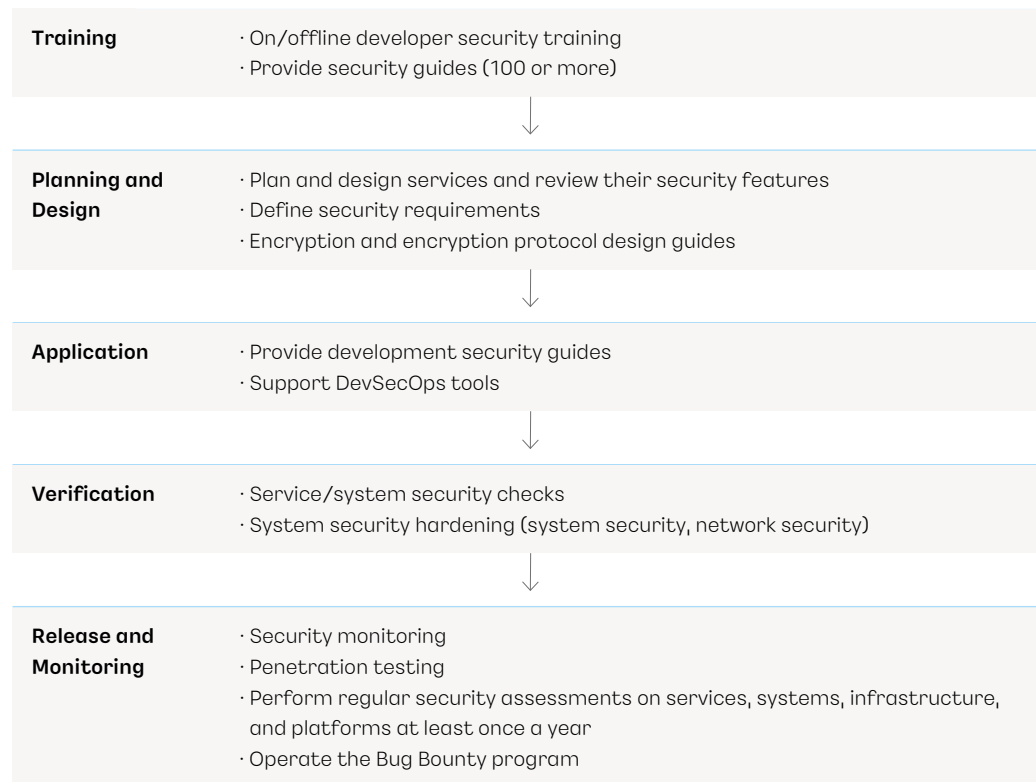 Training
· On/offline developer security training
· Provide security guides (100 or more)
Planning and
Design
· Plan and design services and review their security features
· Define security requirements
· Encryption and encryption protocol design guides
Application
· Provide development security guides
· Support DevSecOps tools
Verification
· Service/system security checks
· System security hardening (system security, network security)
Release and
Monitoring
· Security monitoring
· Penetration testing
· Perform regular security assessments on services, systems, infrastructure,
and platforms at least once a year
· Operate the Bug Bounty program